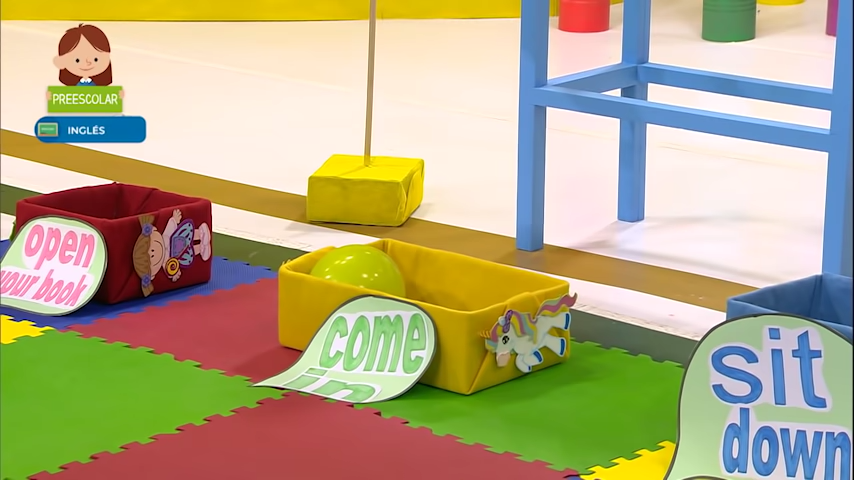 PREESCOLAR
INGLÉS
open
your book
come
in
sit
down